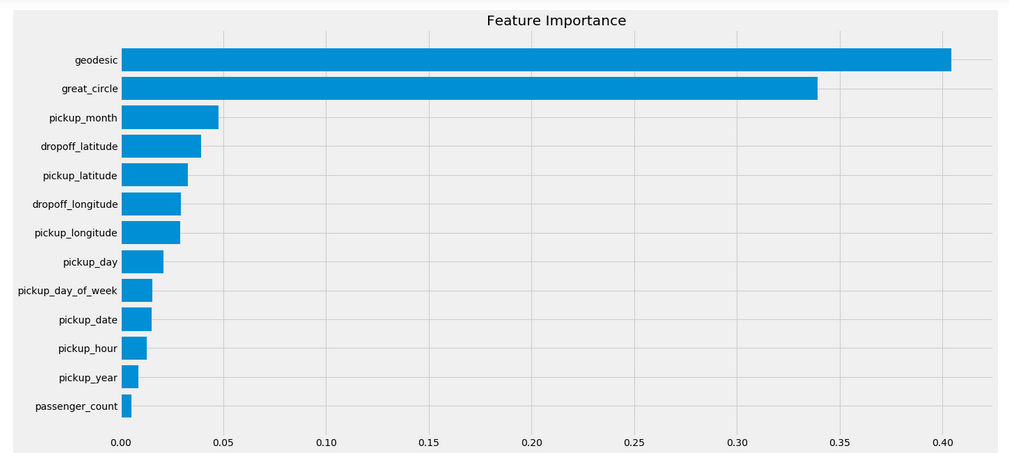 Feature Importance
geodesic
great_circle
pickup_month
dropoff_latitude
pickup_latitude
dropoff_longitude
pickup_longitude
pickup_day
pickup_day_of_week
pickup_date
pickup_hour
pickup_year
passenger_count
0.00 0.05 0.10 0.15 0.20 0.25 0.30 0.35 0.40